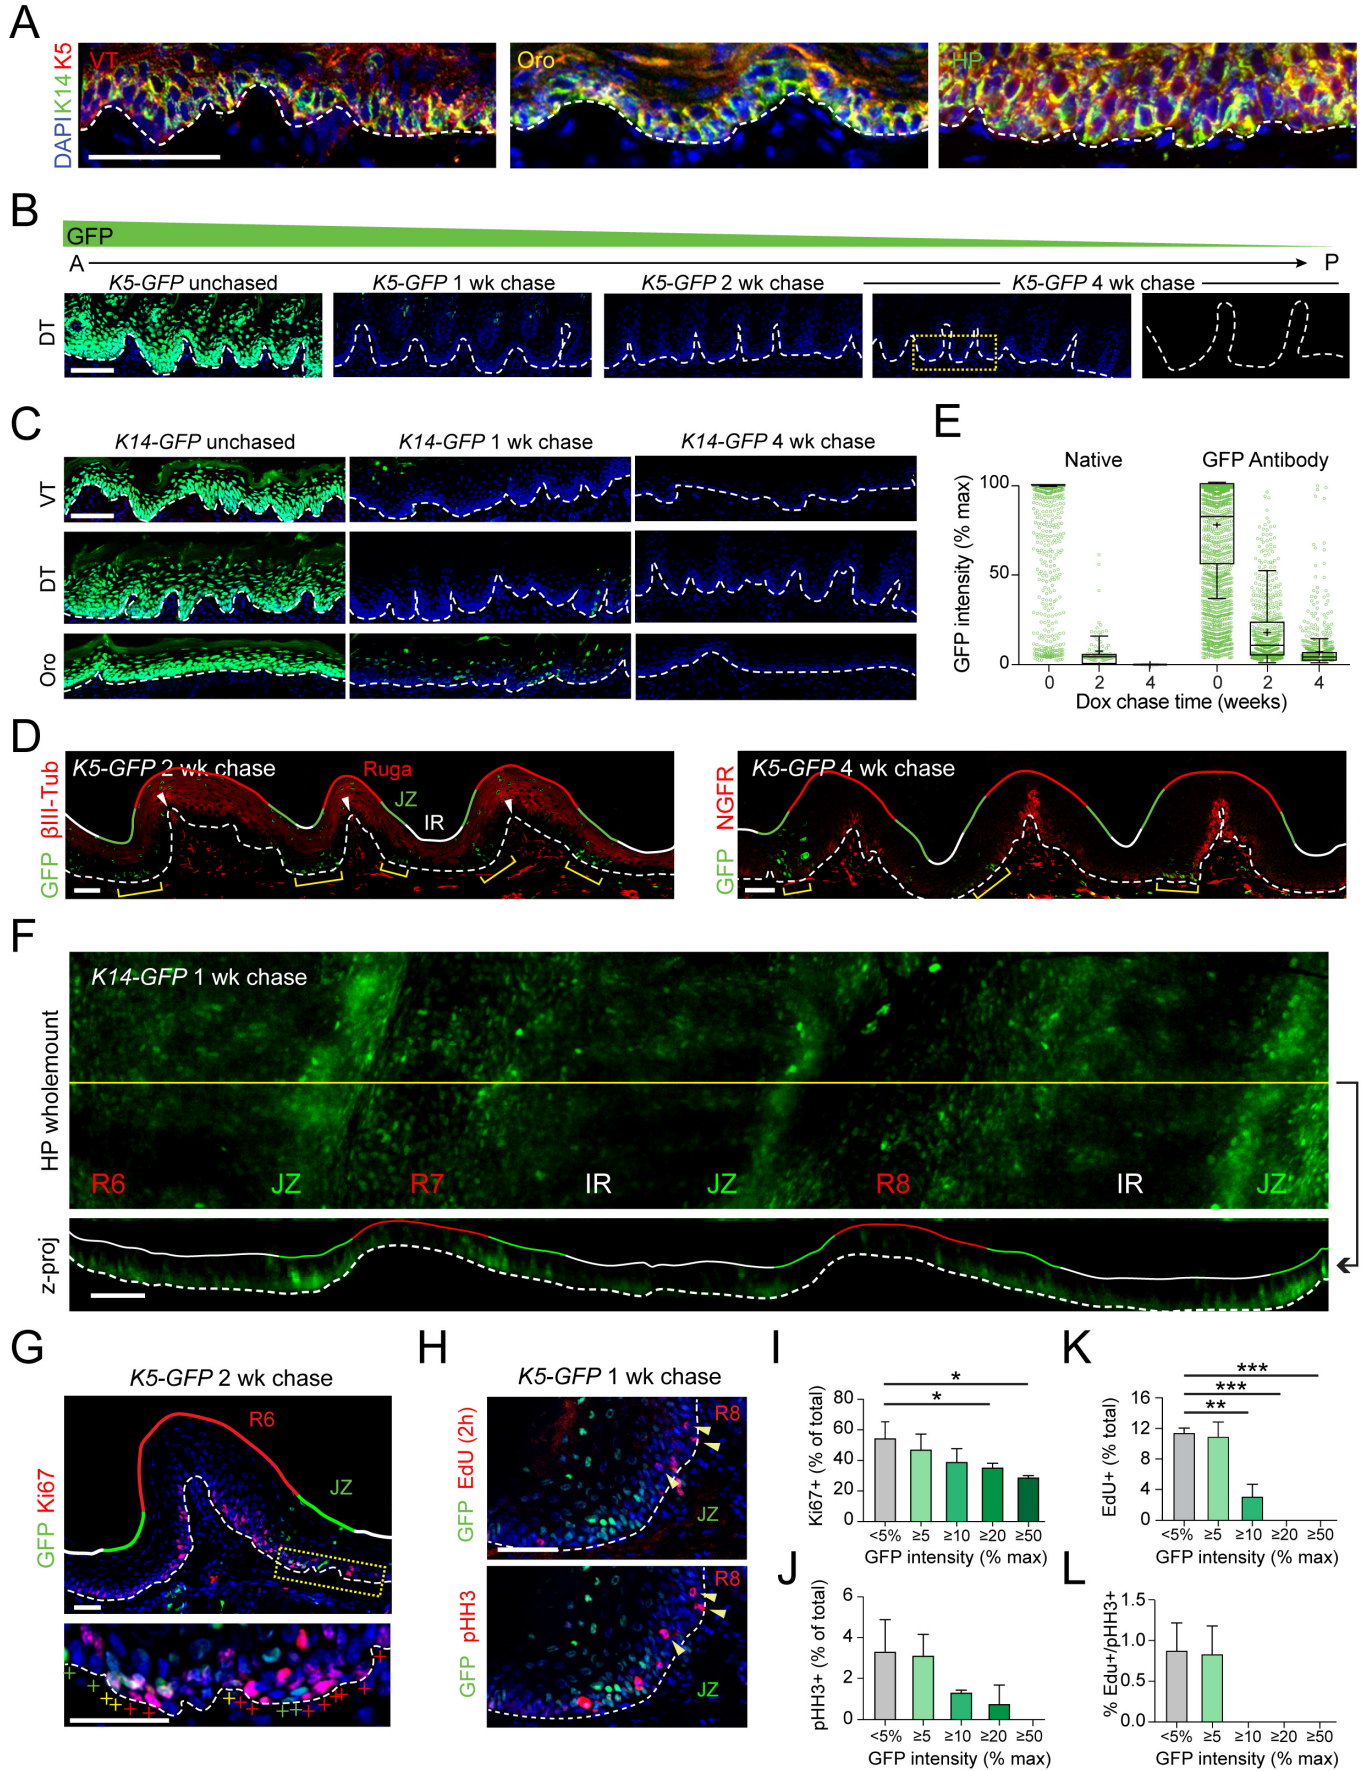 A
DAPI K14 K5
VT
Oro
HP
B
GFP
A
P
K5-GFP unchased
K5-GFP 1 wk chase
K5-GFP 2 wk chase
K5-GFP 4 wk chase
DT
C
K14-GFP unchased
K14-GFP 1 wk chase
K14-GFP 4 wk chase
VT
DT
Oro
E
Native
GFP Antibody
GFP intensity (% max)
100
50
0
0 2 4 0 2 4
Dox chase time (weeks)
D
GFP βIII-Tub
K5-GFP 2 wk chase
Ruga
JZ
IR
GFP NGFR
K5-GFP 4 wk chase
F
HP wholemount
K14-GFP 1 wk chase
R6 JZ R7 IR JZ R8 IR JZ
z-proj
G
K5-GFP 2 wk chase
GFP Ki67
R6
JZ
H
K5-GFP 1 wk chase
GFP EdU (2h)
R8
JZ
GFP pHH3
R8
JZ
I
Ki67+ (% of total)
80
60
40
20
0
* 
*
<5% ≥5 ≥10 ≥20 ≥50
GFP intensity (% max)
J
pHH3+ (% of total)
6
4
2
0
<5% ≥5 ≥10 ≥20 ≥50
GFP intensity (% max)
K
EdU+ (% total)
16
12
8
4
0
***
***
**
<5% ≥5 ≥10 ≥20 ≥50
GFP intensity (% max)
L
% Edu+/pHH3+
1.5
1.0
0.5
0.0
<5% ≥5 ≥10 ≥20 ≥50
GFP intensity (% max)